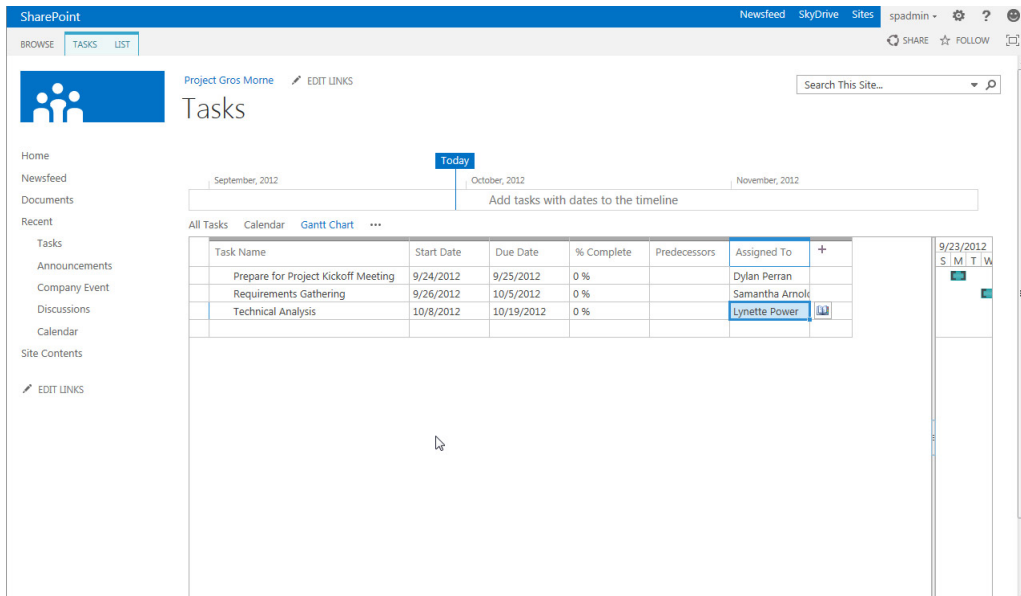 SharePoint
Newsfeed SkyDrive Sites spadmin ?
BROWSE TASKS LIST
SHARE FOLLOW
Project Gros Morne EDIT LINKS
Search This Site...
Tasks
Home
Newsfeed
Documents
Recent
Tasks
Announcements
Company Event
Discussions
Calendar
Site Contents
EDIT LINKS
Today
September, 2012 October, 2012 November, 2012
Add tasks with dates to the timeline
All Tasks Calendar Gantt Chart ...
Task Name Start Date Due Date % Complete Predecessors Assigned To +
9/23/2012
S M T W
Prepare for Project Kickoff Meeting 9/24/2012 9/25/2012 0 % Dylan Perran
Requirements Gathering 9/26/2012 10/5/2012 0 % Samantha Arnold
Technical Analysis 10/8/2012 10/19/2012 0 % Lynette Power